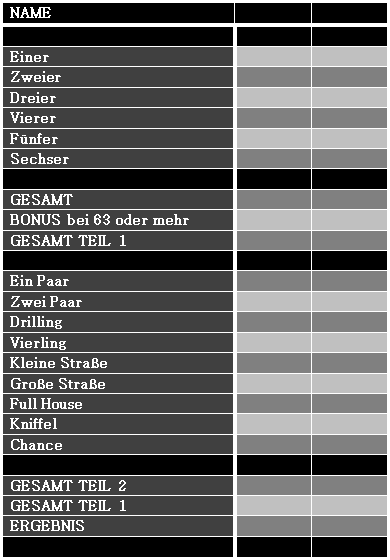 NAME
Einer
Zweier
Dreier
Vierer
Fünfer
Sechser
GESAMT
BONUS bei 63 oder mehr
GESAMT TEIL 1
Ein Paar
Zwei Paar
Drilling
Vierling
Kleine Straße
Große Straße
Full House
Kniffel
Chance
GESAMT TEIL 2
GESAMT TEIL 1
ERGEBNIS